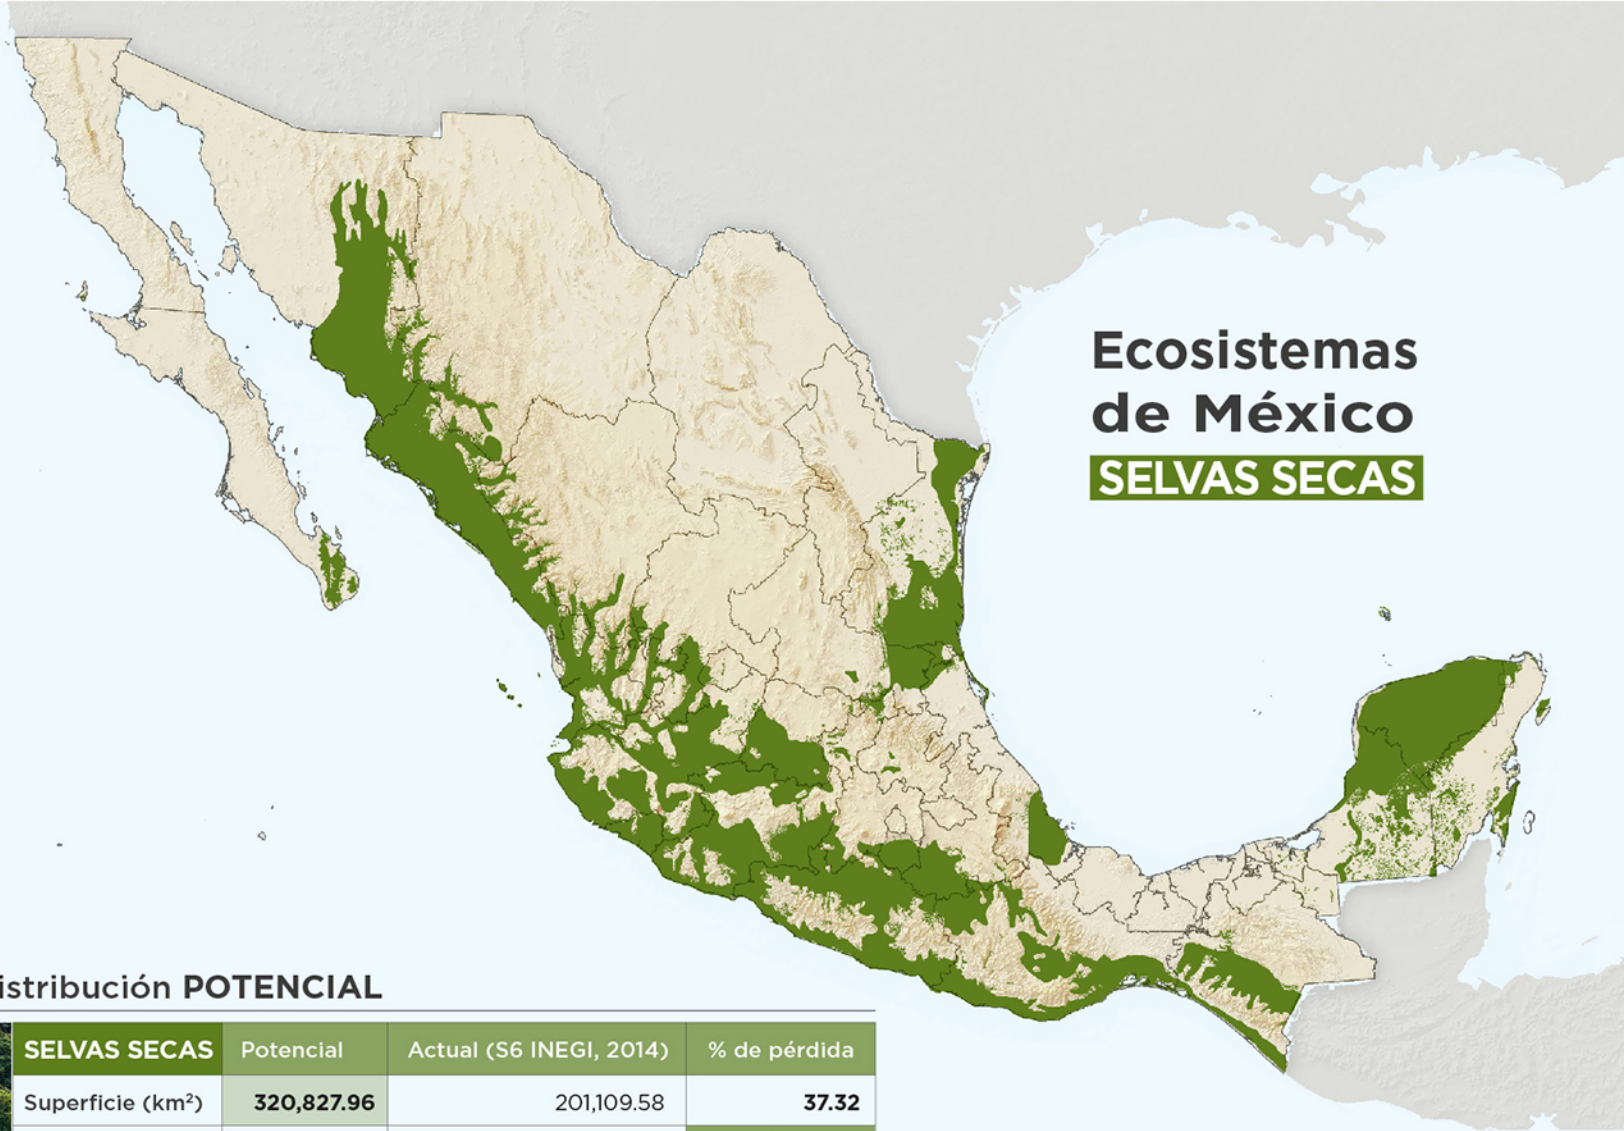 Ecosistemas
de México
SELVAS SECAS
istribución POTENCIAL
SELVAS SECAS Potencial Actual (S6 INEGI, 2014) % de pérdida
Superficie (km²) 320,827.96 201,109.58 37.32